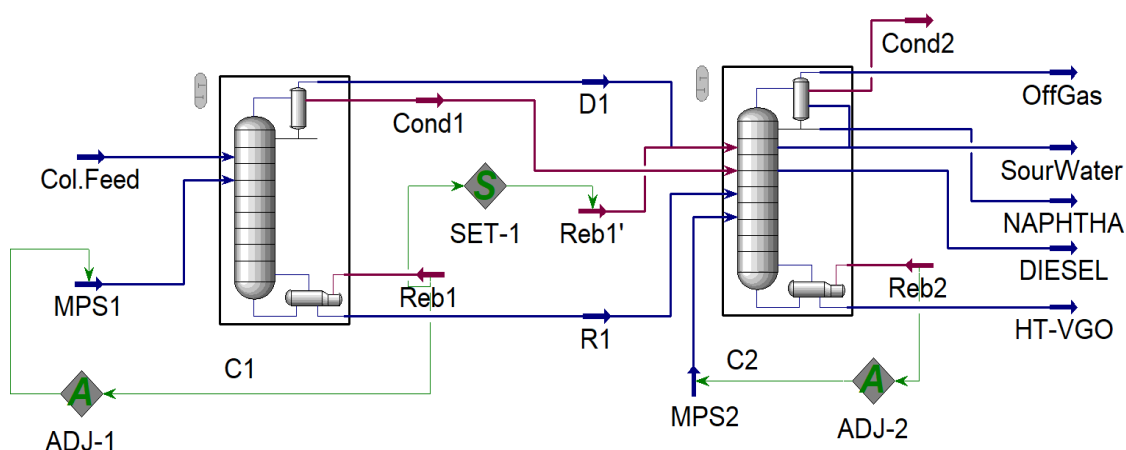 Cond2
OffGas
D1
Cond1
Col.Feed
S
SourWater
SET-1
Reb1'
NAPHTHA
MPS1
Reb1
DIESEL
Reb2
R1
HT-VGO
C1
C2
A
A
MPS2
ADJ-1
ADJ-2